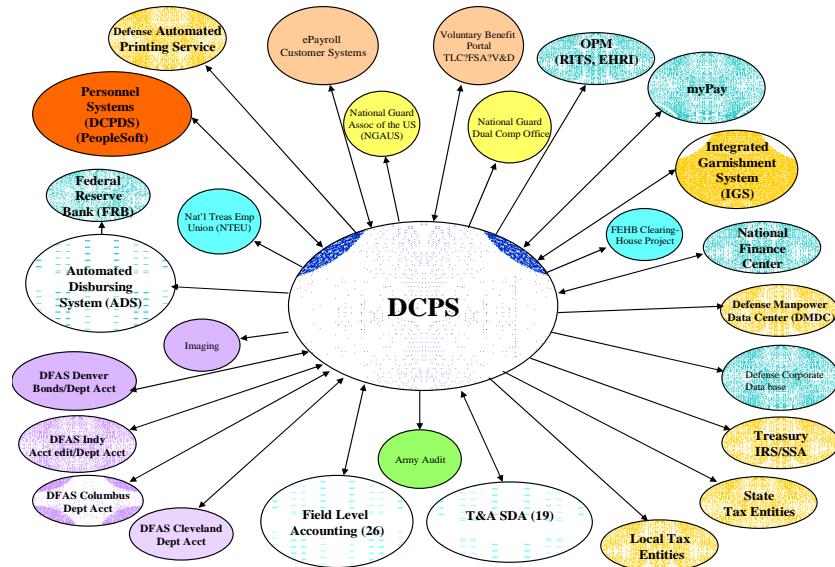 Defense Automated
Printing Service
ePayroll
Customer Systems
Voluntary Benefit
Portal
TLC?FSA?V&D
OPM
(RITS, EHRI)
myPay
Personnel
Systems
(DCPDS)
(PeopleSoft)
National Guard
Assoc of the US
(NGAUS)
National Guard
Dual Comp Office
Integrated
Garnishment
System
(IGS)
Federal
Reserve
Bank (FRB)
Nat'l Treas Emp
Union (NTEU)
FEHB Clearing-
House Project
National
Finance
Center
Automated
Disbursing
System (ADS)
DCPS
Defense Manpower
Data Center (DMDC)
Imaging
DFAS Denver
Bonds/Dept Acct
Defense Corporate
Data base
DFAS Indy
Acct edit/Dept Acct
Treasury
IRS/SSA
Army Audit
DFAS Columbus
Dept Acct
State
Tax Entities
DFAS Cleveland
Dept Acct
Field Level
Accounting (26)
T&A SDA (19)
Local Tax
Entities